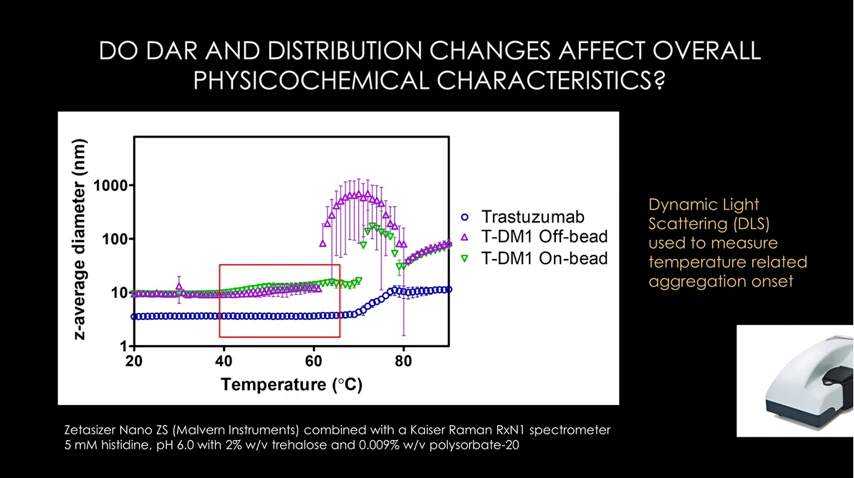 DO DAR AND DISTRIBUTION CHANGES AFFECT OVERALL
PHYSICOCHEMICAL CHARACTERISTICS?
z-average diameter (nm)
1000
100
10
1
20
40
60
80
Temperature (°C)
Trastuzumab
T-DM1 Off-bead
T-DM1 On-bead
Dynamic Light
Scattering (DLS)
used to measure
temperature related
aggregation onset
Zetasizer Nano ZS (Malvern Instruments) combined with a Kaiser Raman RxN1 spectrometer
5 mM histidine, pH 6.0 with 2% w/v trehalose and 0.009% w/v polysorbate-20